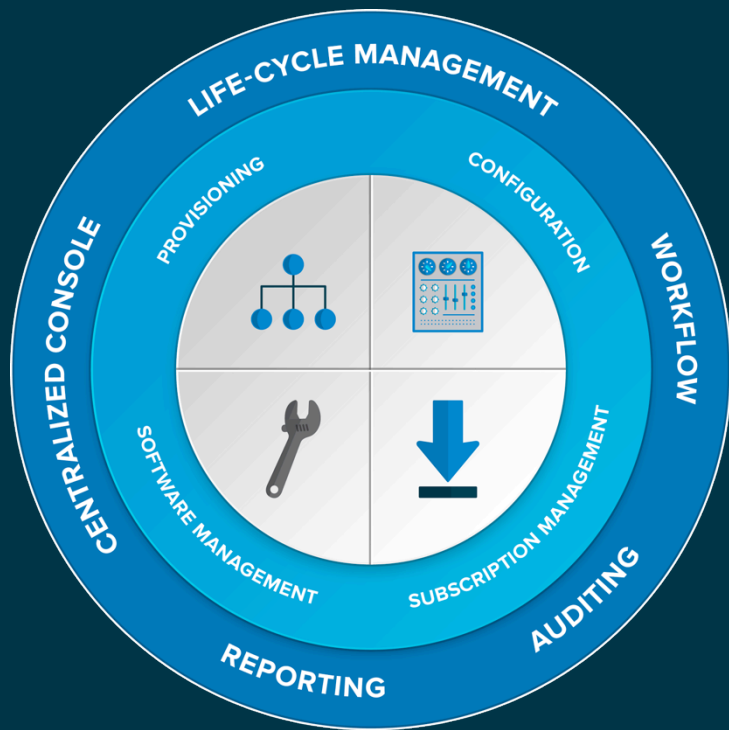 LIFE-CYCLE MANAGEMENT
WORKFLOW
AUDITING
REPORTING
CENTRALIZED CONSOLE
PROVISIONING
CONFIGURATION
SUBSCRIPTION MANAGEMENT
SOFTWARE MANAGEMENT